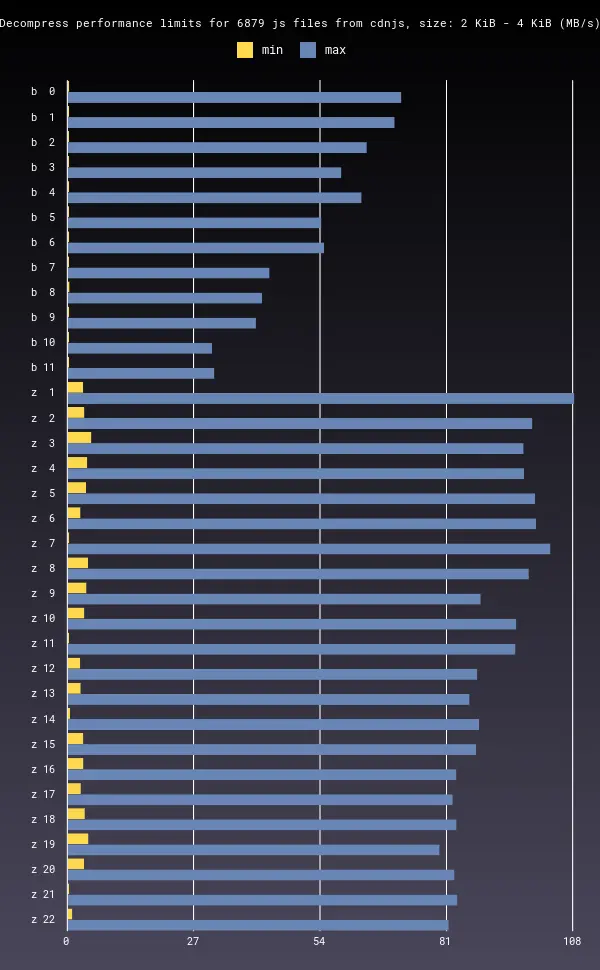 Decompress performance limits for 6879 js files from cdnjs, size: 2 KiB - 4 KiB (MB/s)
min max
b 0
b 1
b 2
b 3
b 4
b 5
b 6
b 7
b 8
b 9
b 10
b 11
z 1
z 2
z 3
z 4
z 5
z 6
z 7
z 8
z 9
z 10
z 11
z 12
z 13
z 14
z 15
z 16
z 17
z 18
z 19
z 20
z 21
z 22
0 27 54 81 108